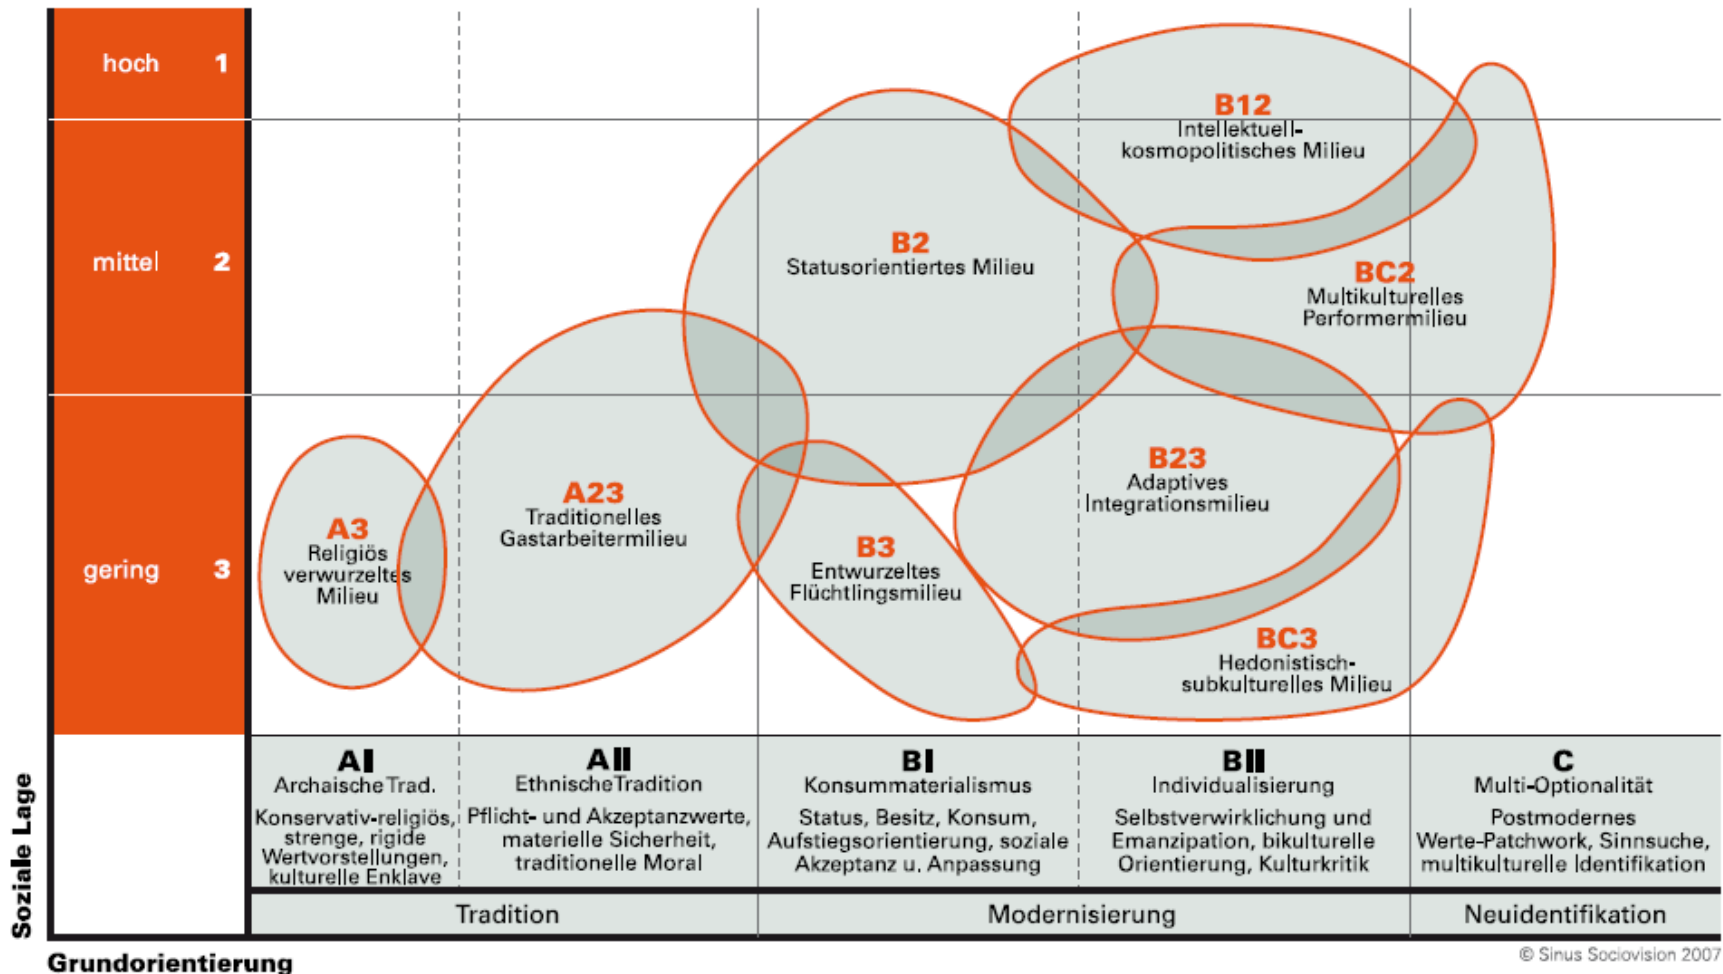 hoch 1
mittel 2
gering 3
B12
Intellektuell-
kosmopolitisches Milieu
B2
Statusorientiertes Milieu
BC2
Multikulturelles
Performermilieu
A23
Traditionelles
Gastarbeitermilieu
B23
Adaptives
Integrationsmilieu
A3
Religiös
verwurzeltes
Milieu
B3
Entwurzeltes
Flüchtlingsmilieu
BC3
Hedonistisch-
subkulturelles Milieu
AI
Archaische Trad.
Konservativ-religiös,
strenge, rigide
Wertvorstellungen,
kulturelle Enklave
AII
Ethnische Tradition
Pflicht- und Akzeptanzwerte,
materielle Sicherheit,
traditionelle Moral
BI
Konsummaterialismus
Status, Besitz, Konsum,
Aufstiegsorientierung, soziale
Akzeptanz u. Anpassung
BII
Individualisierung
Selbstverwirklichung und
Emanzipation, bikulturelle
Orientierung, Kulturkritik
C
Multi-Optionalität
Postmodernes
Werte-Patchwork, Sinnsuche,
multikulturelle Identifikation
Tradition
Modernisierung
Neuidentifikation
Soziale Lage
Grundorientierung
© Sinus Sociovision 2007